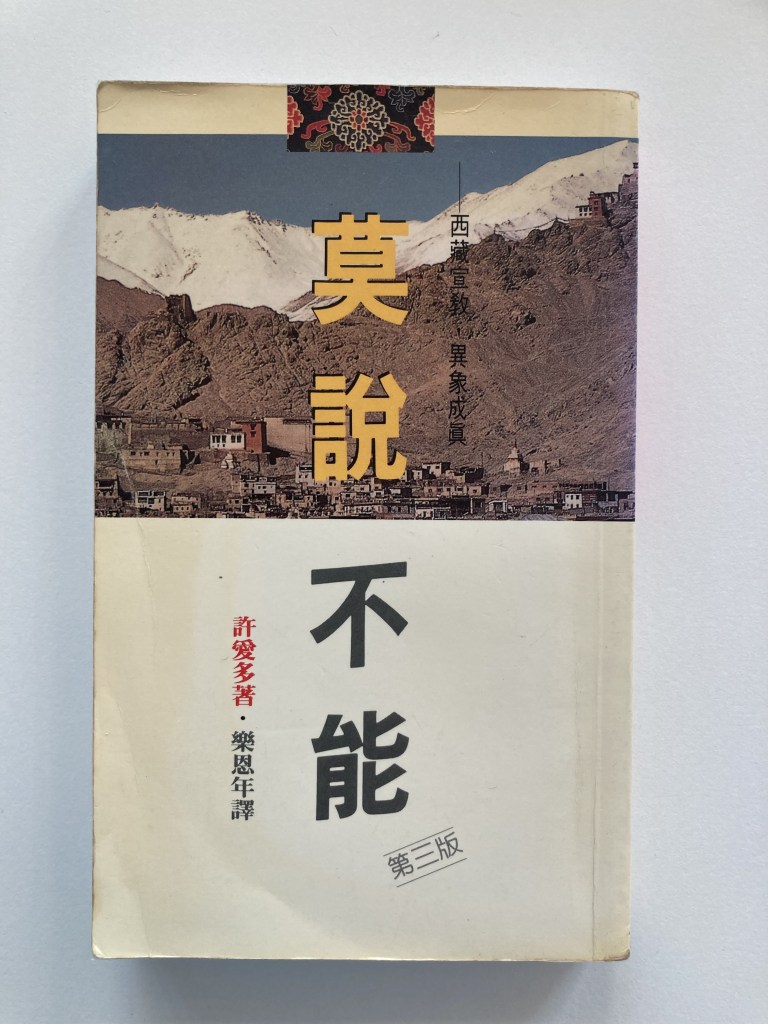 莫說不能
——西藏宣教・異象成眞
許愛多著・樂恩年譯
第三版